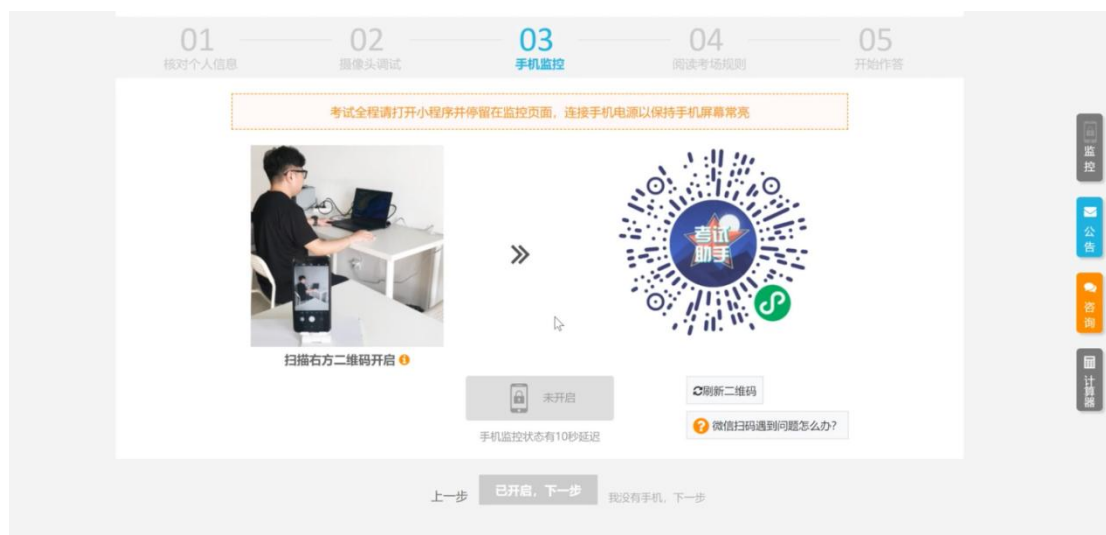 01
核对个人信息
02
摄像头调试
03
手机监控
04
阅读考场规则
05
开始作答
考试全程请打开小程序并停留在监控页面，连接手机电源以保持手机屏幕常亮
考试
助手
扫描右方二维码开启
未开启
手机监控状态有10秒延迟
刷新二维码
微信扫码遇到问题怎么办?
上一步
已开启，下一步
我没有手机，下一步
监控
公告
咨询
计算器